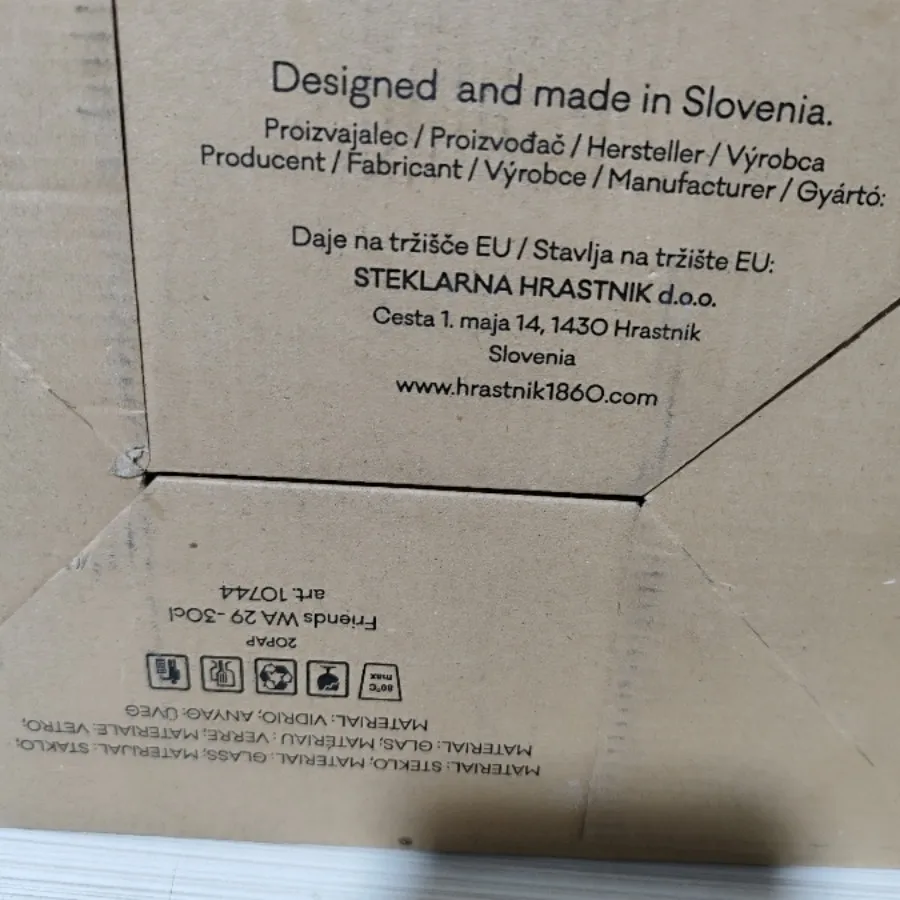 Designed and made in Slovenia.
Proizvajalec / Proizvođač / Hersteller / Výrobca
Producent / Fabricant / Výrobce / Manufacturer / Gyártó:
Daje na tržišče EU / Stavlja na tržište EU:
STEKLARNA HRASTNIK d.o.o.
Cesta 1. maja 14, 1430 Hrastnik
Slovenia
www.hrastnik1860.com
MATERIAL: STEKLO; MATERIAL: GLASS; MATERIJAL: STAKLO;
MATERIAL: GLAS; MATÉRIAU: VERRE; MATERIALE: VETRO;
MATERIAL: VIDRIO; ANYAG: ÜVEG
80°C
max
20PAP
Friends WA 29-30cl
art. 10744